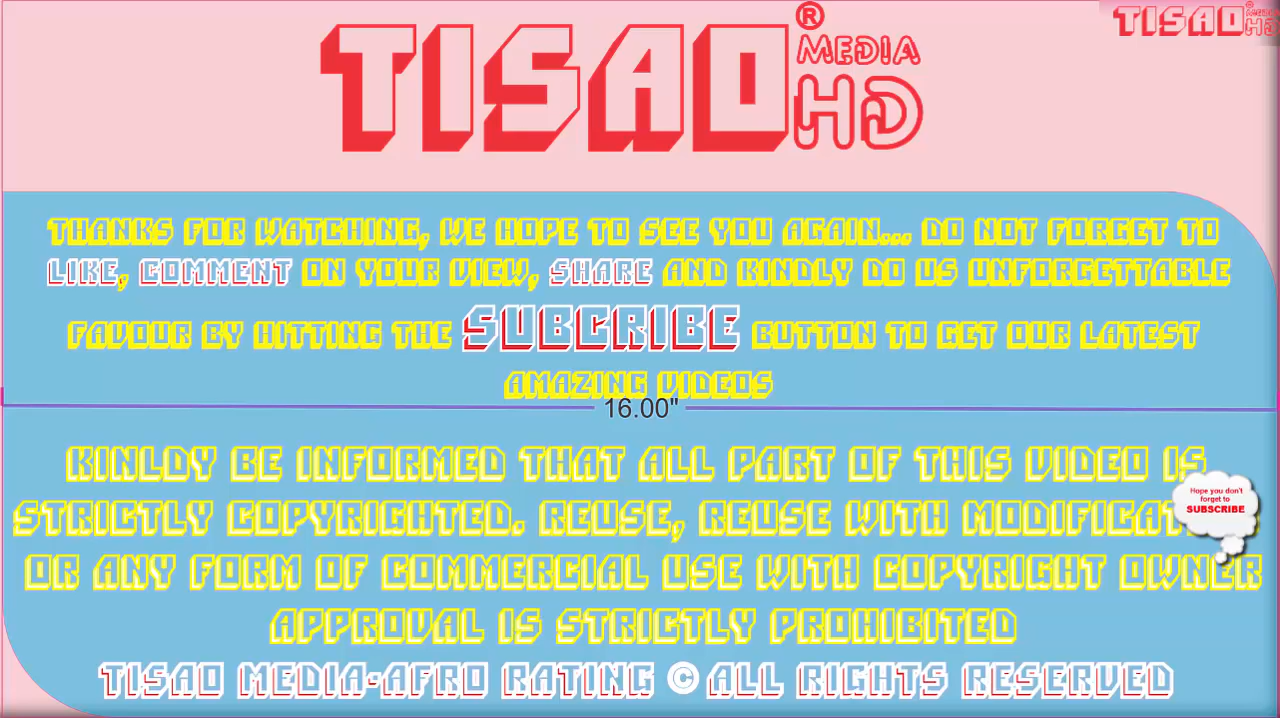 TISAO® MEDIA HD
TISAO® MEDIA HD
THANKS FOR WATCHING, WE HOPE TO SEE YOU AGAIN... DO NOT FORGET TO
LIKE, COMMENT ON YOUR VIEW, SHARE AND KINDLY DO US UNFORGETTABLE
FAVOUR BY HITTING THE SUBCRIBE BUTTON TO GET OUR LATEST
AMAZING VIDEOS
16.00"
KINLDY BE INFORMED THAT ALL PART OF THIS VIDEO IS
STRICTLY COPYRIGHTED. REUSE, REUSE WITH
Hope you don't
forget to
SUBSCRIBE
OR ANY FORM OF COMMERCIAL USE WITH COPYRIGHT OWNER
APPROVAL IS STRICTLY PROHIBITED
TISAO MEDIA-AFRO RATING © ALL RIGHTS RESERVED